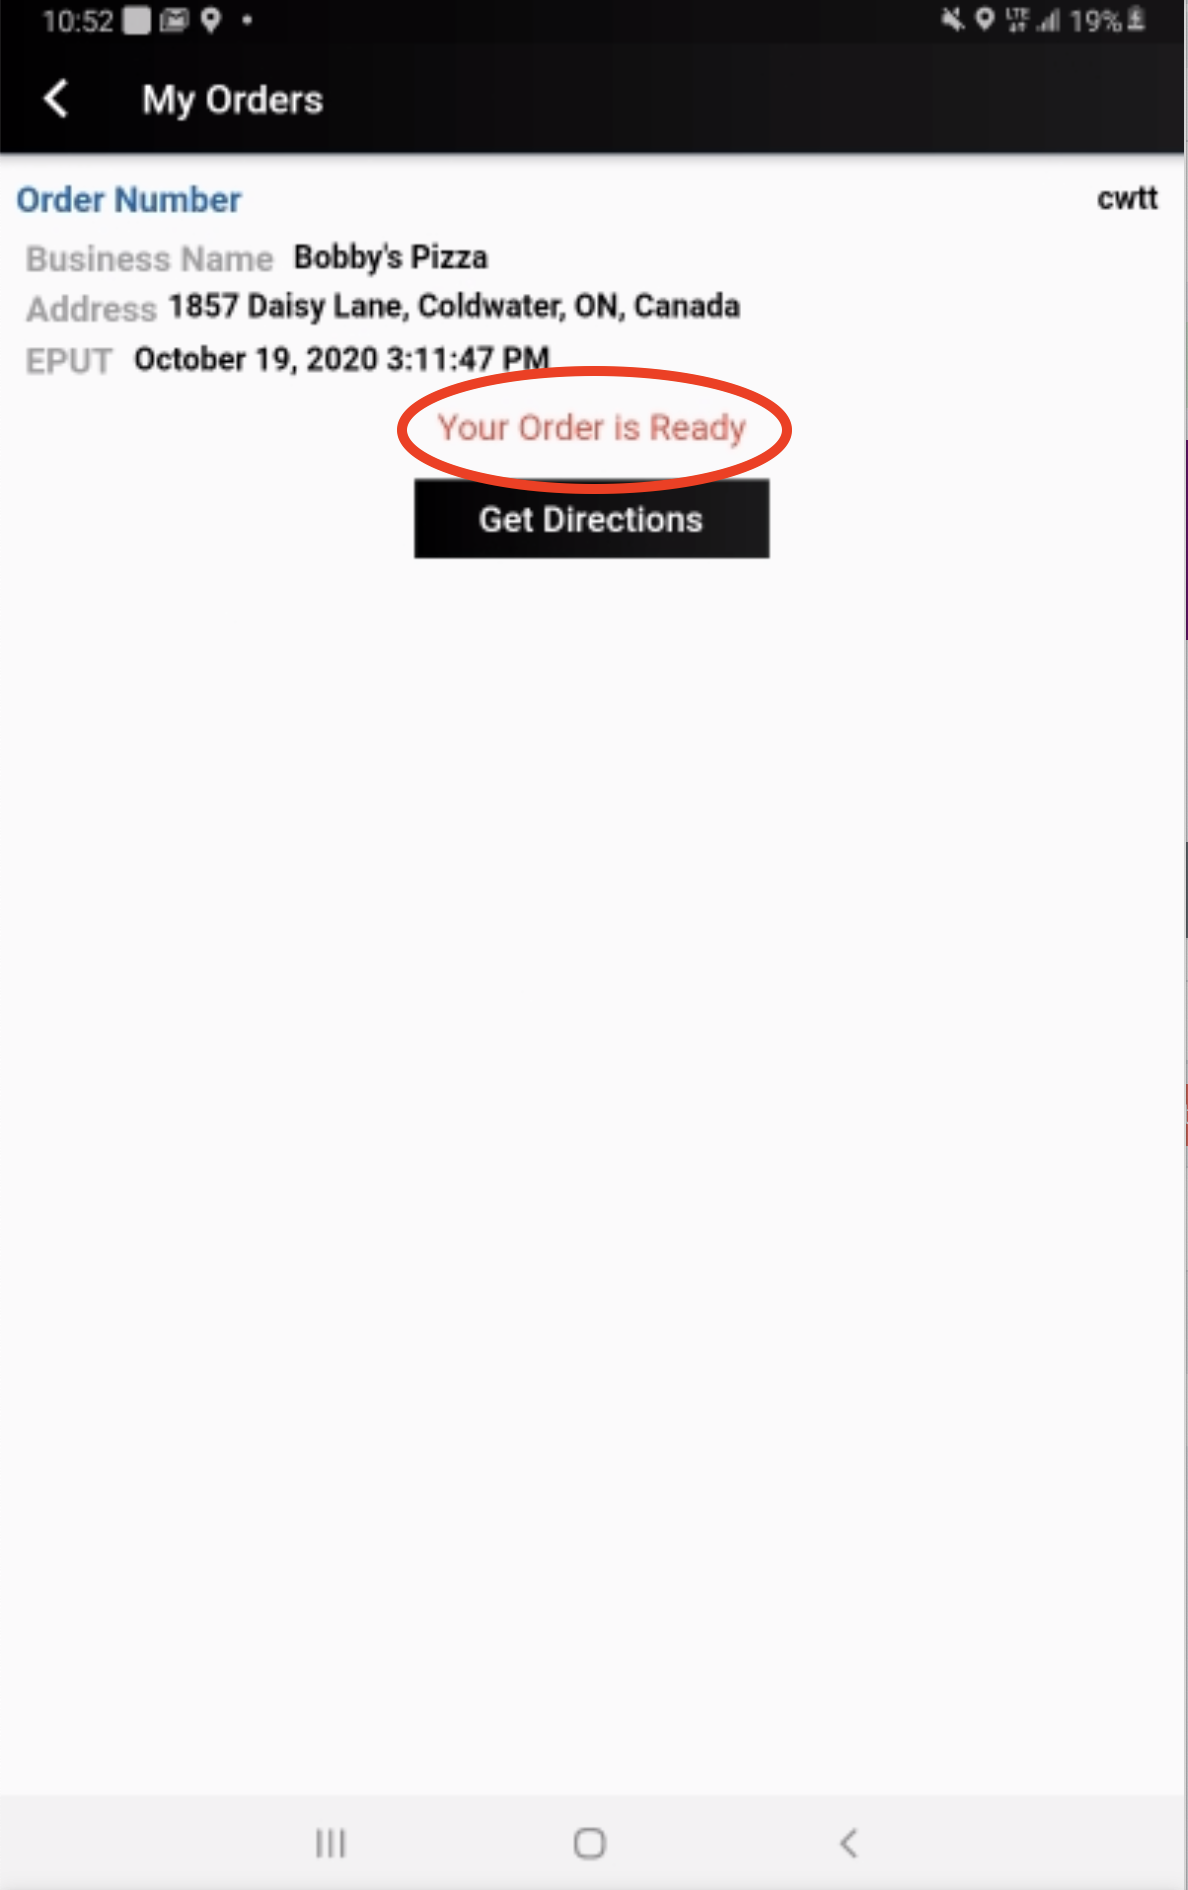 10:52 LTE 19%
My Orders
Order Number cwtt
Business Name Bobby's Pizza
Address 1857 Daisy Lane, Coldwater, ON, Canada
EPUT October 19, 2020 3:11:47 PM
Your Order is Ready
Get Directions